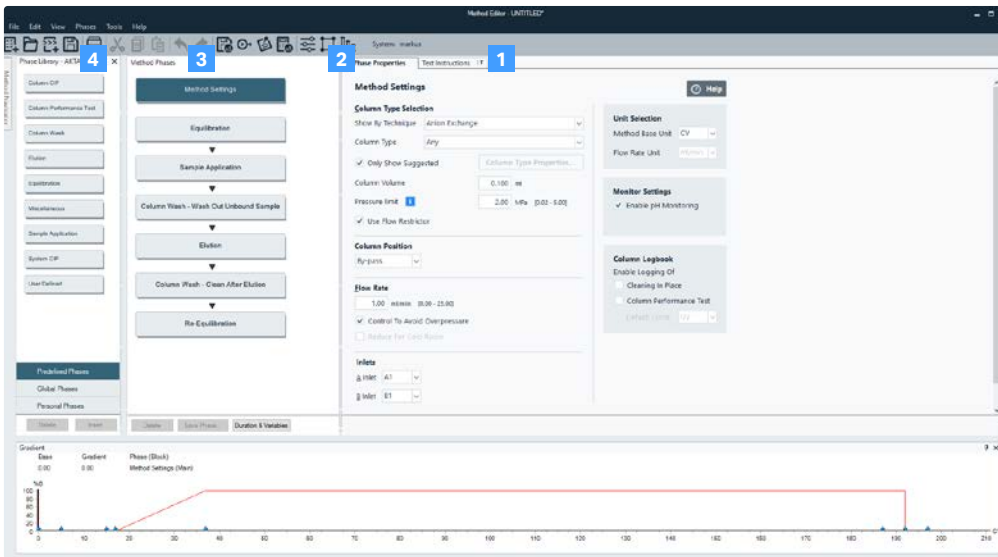 Method Editor - UNTITLED*
File Edit View Phases Tools Help
System: markus
4 3 2 1
Phase Library - ÄKTA
Method Phases
Phase Properties
Text Instructions
Column CIP
Column Performance Test
Column Wash
Elution
Equilibration
Miscellaneous
Sample Application
System CIP
User Defined
Predefined Phases
Global Phases
Personal Phases
Delete Insert
Method Settings
Equilibration
Sample Application
Column Wash - Wash Out Unbound Sample
Elution
Column Wash - Clean After Elution
Re-Equilibration
Delete Save Phase... Duration & Variables
Method Settings
Help
Column Type Selection
Show By Technique Anion Exchange
Column Type Any
Only Show Suggested Column Type Properties...
Column Volume 0.100 ml
Pressure limit 2.00 MPa
Use Flow Restrictor
Column Position
By-pass
Flow Rate
1.00 ml/min [0.00 - 25.00]
Control To Avoid Overpressure
Reduce For Cold Room
Inlets
A Inlet A1
B Inlet B1
Unit Selection
Method Base Unit CV
Flow Rate Unit ml/min
Monitor Settings
Enable pH Monitoring
Column Logbook
Enable Logging Of
Cleaning In Place
Column Performance Test
Gradient
Base Gradient Phase (Block)
0.00 0.00 Method Settings (Main)
%B
100
80
60
40
20
0
0 10 20 30 40 50 60 70 80 90 100 110 120 130 140 150 160 170 180 190 200 210